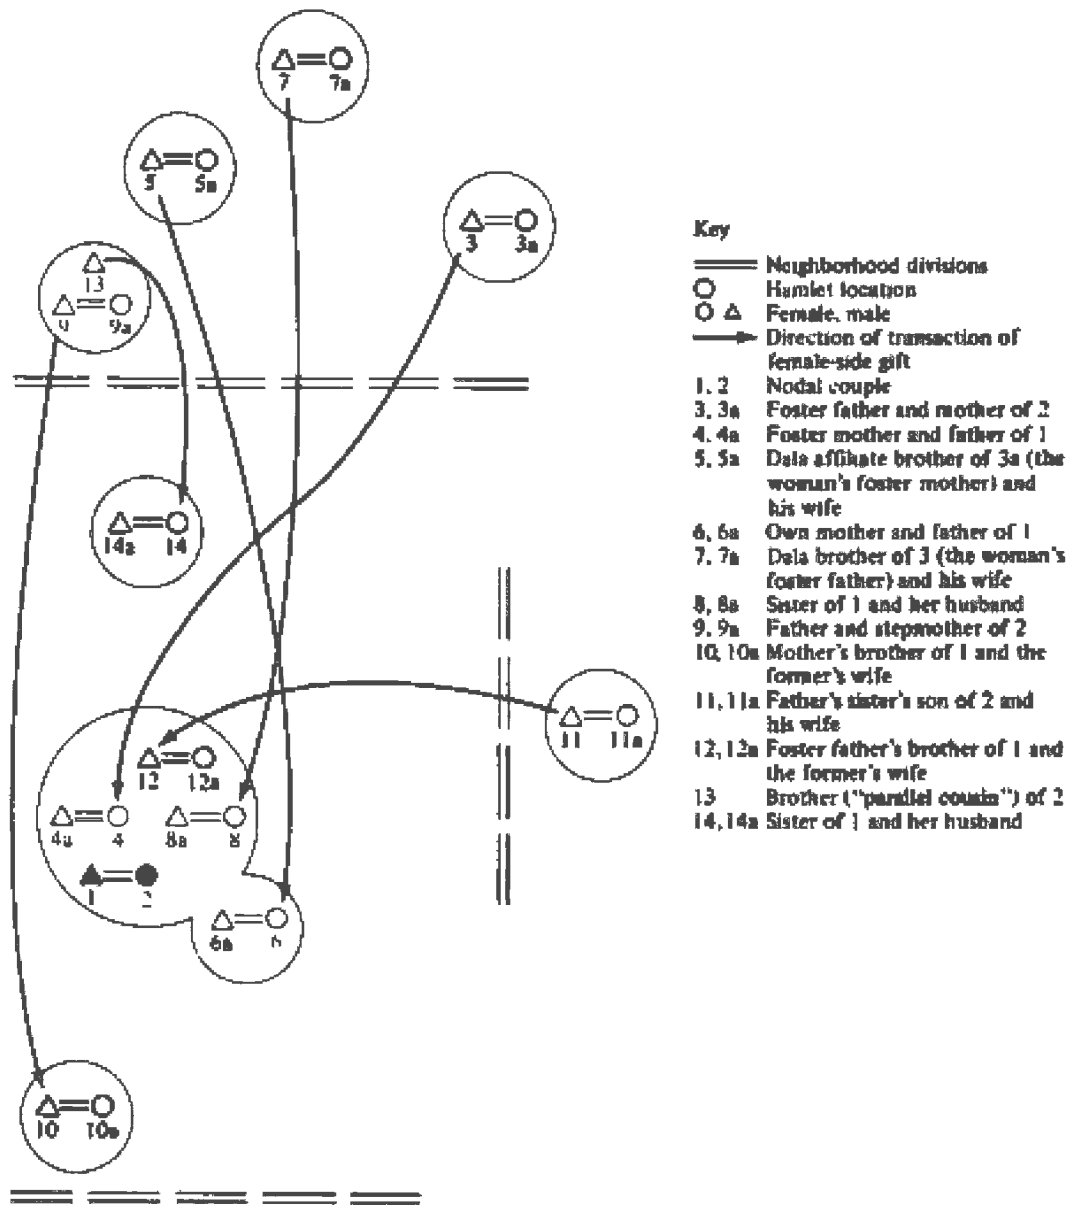 7 7a
5 5a
3 3a
13
9 9a
14a 14
11 11a
12 12a
4a 4 8a 8
1 2
6a 6
10 10a
Key
Neighborhood divisions
Hamlet location
Female, male
Direction of transaction of
female-side gift
1, 2 Nodal couple
3, 3a Foster father and mother of 2
4, 4a Foster mother and father of 1
5, 5a Dala affiliate brother of 3a (the
woman's foster mother) and
his wife
6, 6a Own mother and father of 1
7, 7a Dala brother of 3 (the woman's
foster father) and his wife
8, 8a Sister of 1 and her husband
9, 9a Father and stepmother of 2
10, 10a Mother's brother of 1 and the
former's wife
11, 11a Father's sister's son of 2 and
his wife
12, 12a Foster father's brother of 1 and
the former's wife
13 Brother ("parallel cousin") of 2
14, 14a Sister of 1 and her husband